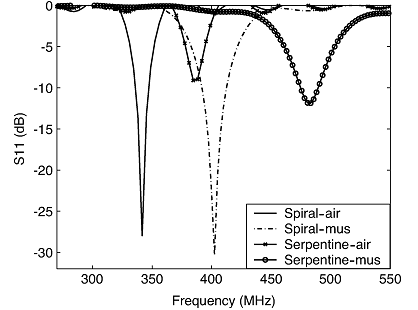 0
-5
-10
-15
-20
-25
-30
S11 (dB)
300
350
400
450
500
550
Frequency (MHz)
Spiral-air
Spiral-mus
Serpentine-air
Serpentine-mus